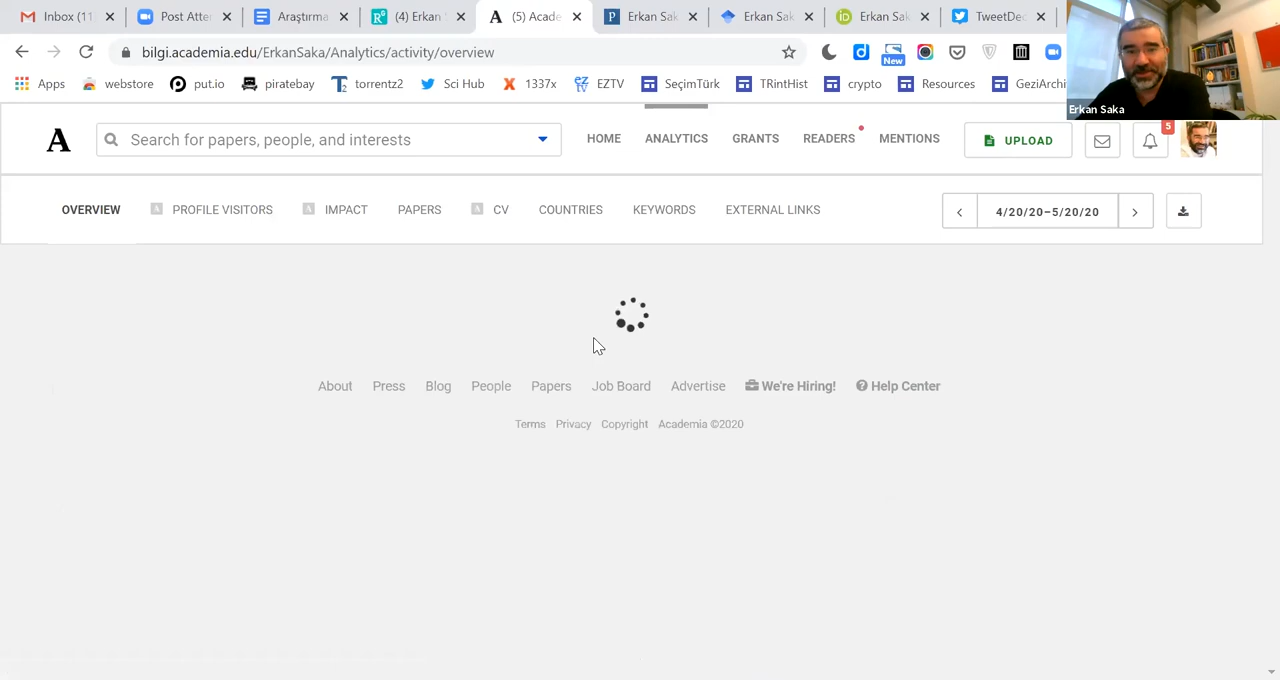 Inbox (11
Post Atter
Araştırma
(4) Erkan
(5) Acade
Erkan Sak
Erkan Sak
Erkan Sak
TweetDec
bilgi.academia.edu/ErkanSaka/Analytics/activity/overview
New
Apps webstore put.io piratebay torrentz2 Sci Hub 1337x EZTV SeçimTürk TRintHist crypto Resources GeziArchi
Erkan Saka
A
Search for papers, people, and interests
HOME ANALYTICS GRANTS READERS MENTIONS UPLOAD 5
OVERVIEW PROFILE VISITORS IMPACT PAPERS CV COUNTRIES KEYWORDS EXTERNAL LINKS 4/20/20–5/20/20
About Press Blog People Papers Job Board Advertise We're Hiring! Help Center
Terms Privacy Copyright Academia ©2020